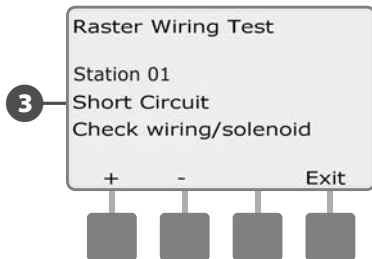 Raster Wiring Test
Station 01
3
Short Circuit
Check wiring/solenoid
+ - Exit